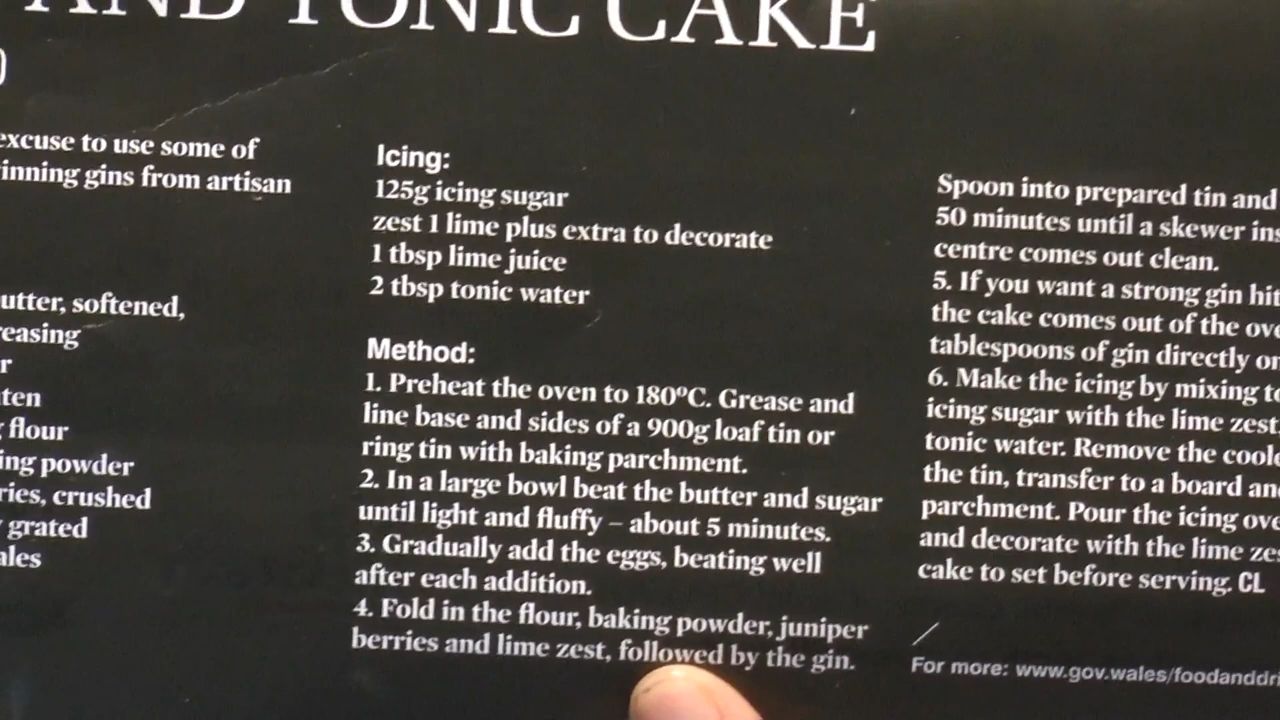 AND TONIC CAKE
excuse to use some of
inning gins from artisan
utter, softened,
reasing
r
ten
flour
ing powder
ries, crushed
grated
ales
Icing:
125g icing sugar
zest 1 lime plus extra to decorate
1 tbsp lime juice
2 tbsp tonic water
Method:
1. Preheat the oven to 180ºC. Grease and
line base and sides of a 900g loaf tin or
ring tin with baking parchment.
2. In a large bowl beat the butter and sugar
until light and fluffy – about 5 minutes.
3. Gradually add the eggs, beating well
after each addition.
4. Fold in the flour, baking powder, juniper
berries and lime zest, followed by the gin.
Spoon into prepared tin and
50 minutes until a skewer ins
centre comes out clean.
5. If you want a strong gin hit
the cake comes out of the ove
tablespoons of gin directly on
6. Make the icing by mixing to
icing sugar with the lime zest.
tonic water. Remove the coole
the tin, transfer to a board and
parchment. Pour the icing ove
and decorate with the lime zes
cake to set before serving. CL
For more: www.gov.wales/foodanddri